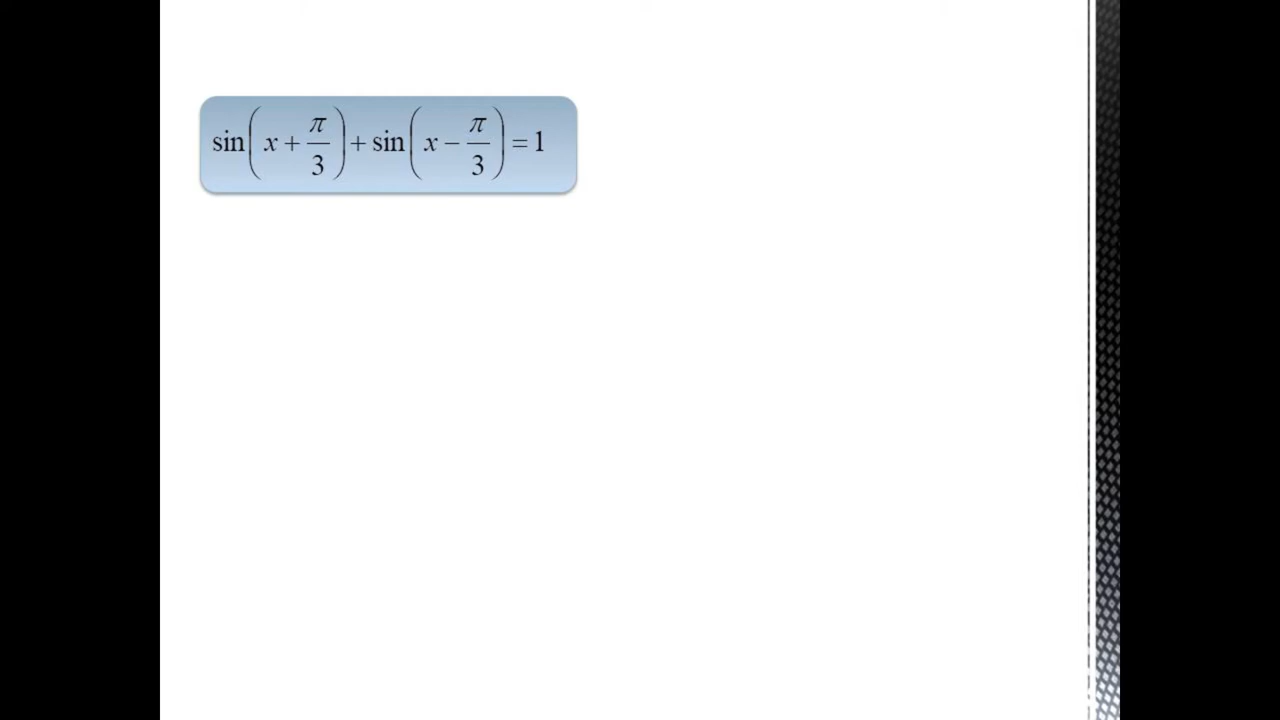 sin(x + π/3) + sin(x − π/3) = 1